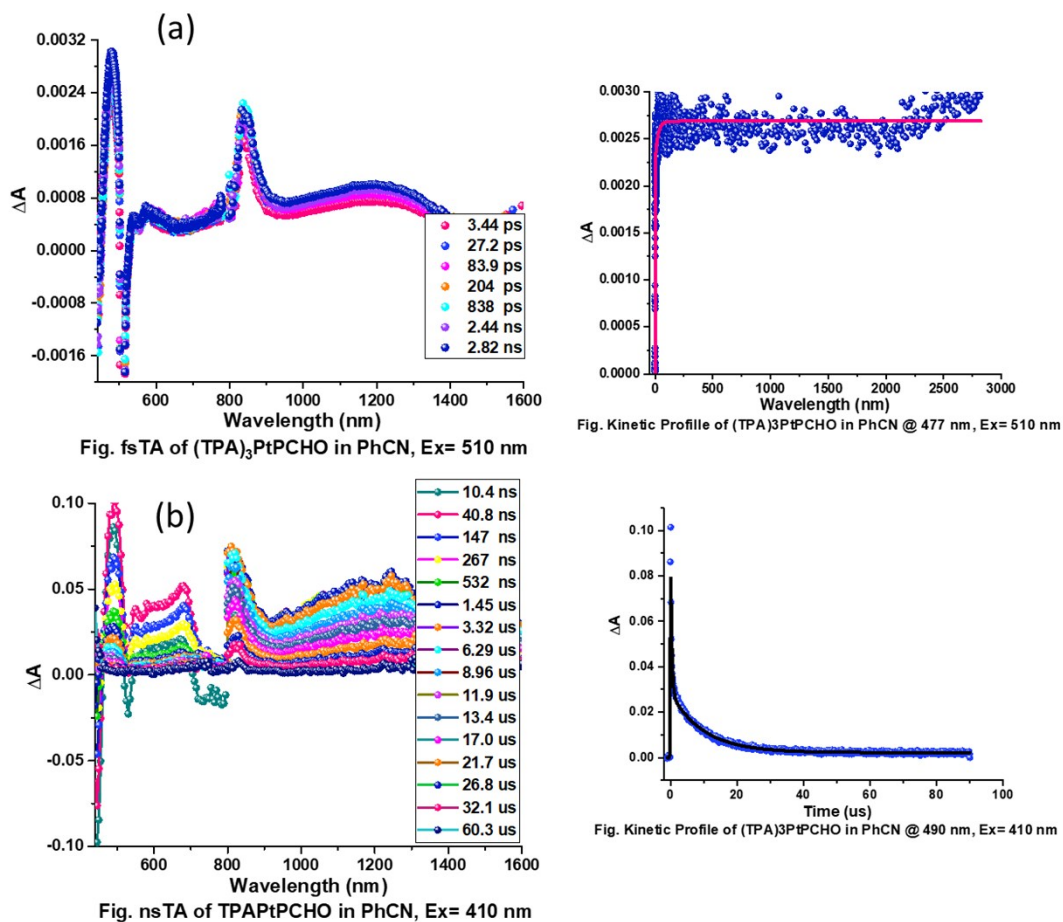 (a)
0.0032
0.0024
0.0016
0.0008
0.0000
-0.0008
-0.0016
ΔA
3.44 ps
27.2 ps
83.9 ps
204 ps
838 ps
2.44 ns
2.82 ns
600 800 1000 1200 1400 1600
Wavelength (nm)
Fig. fsTA of (TPA)₃PtPCHO in PhCN, Ex= 510 nm
0.0030
0.0025
0.0020
0.0015
0.0010
0.0005
0.0000
ΔA
0 500 1000 1500 2000 2500 3000
Wavelength (nm)
Fig. Kinetic Profille of (TPA)3PtPCHO in PhCN @ 477 nm, Ex= 510 nm
(b)
0.10
0.05
0.00
-0.05
-0.10
ΔA
10.4 ns
40.8 ns
147 ns
267 ns
532 ns
1.45 us
3.32 us
6.29 us
8.96 us
11.9 us
13.4 us
17.0 us
21.7 us
26.8 us
32.1 us
60.3 us
600 800 1000 1200 1400 1600
Wavelength (nm)
Fig. nsTA of TPAPtPCHO in PhCN, Ex= 410 nm
0.10
0.08
0.06
0.04
0.02
0.00
ΔA
0 20 40 60 80 100
Time (us)
Fig. Kinetic Profile of (TPA)3PtPCHO in PhCN @ 490 nm, Ex= 410 nm